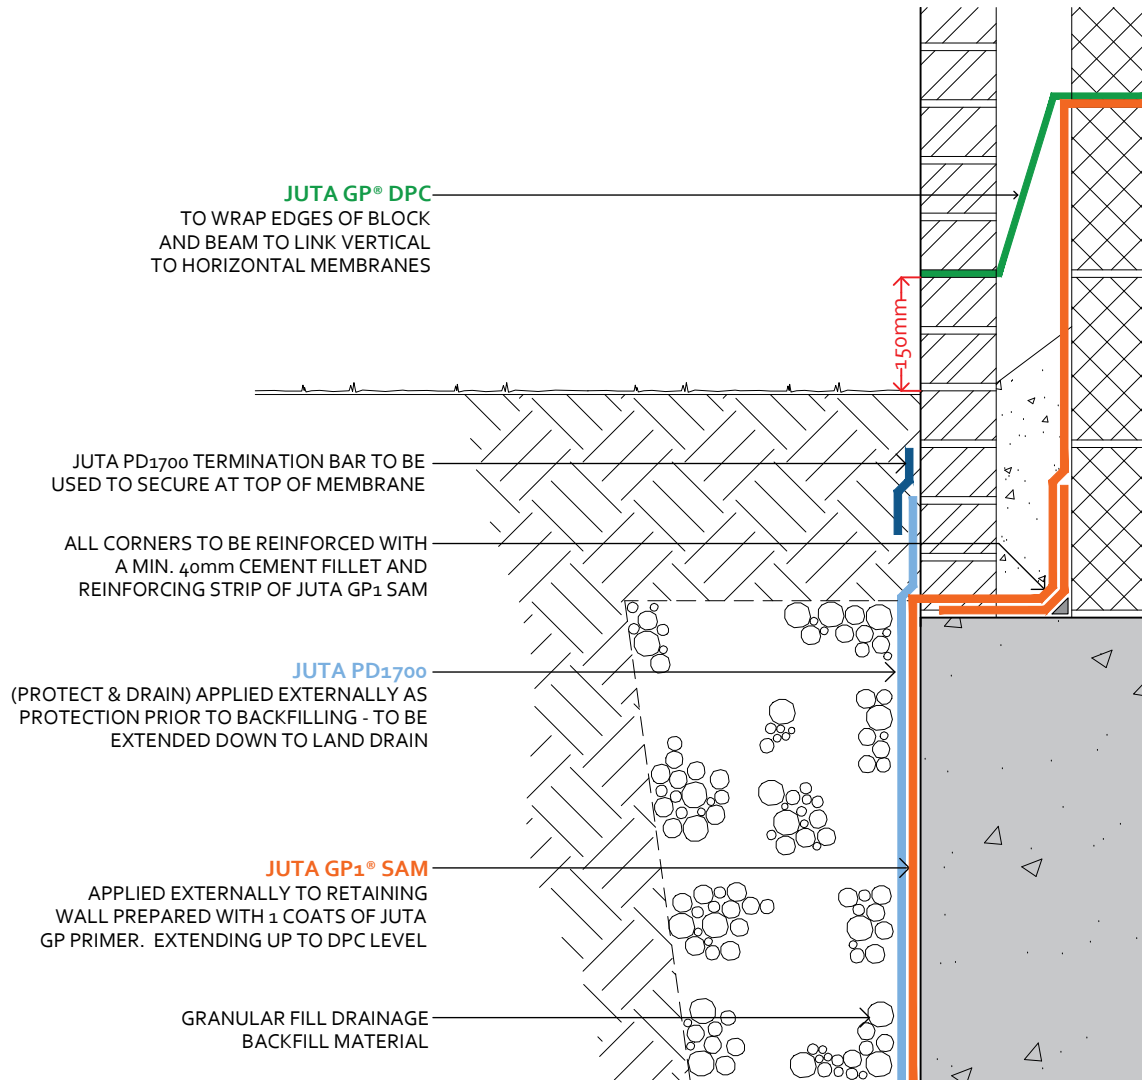 JUTA GP® DPC
TO WRAP EDGES OF BLOCK
AND BEAM TO LINK VERTICAL
TO HORIZONTAL MEMBRANES
150mm
JUTA PD1700 TERMINATION BAR TO BE
USED TO SECURE AT TOP OF MEMBRANE
ALL CORNERS TO BE REINFORCED WITH
A MIN. 40mm CEMENT FILLET AND
REINFORCING STRIP OF JUTA GP1 SAM
JUTA PD1700
(PROTECT & DRAIN) APPLIED EXTERNALLY AS
PROTECTION PRIOR TO BACKFILLING - TO BE
EXTENDED DOWN TO LAND DRAIN
JUTA GP1® SAM
APPLIED EXTERNALLY TO RETAINING
WALL PREPARED WITH 1 COATS OF JUTA
GP PRIMER. EXTENDING UP TO DPC LEVEL
GRANULAR FILL DRAINAGE
BACKFILL MATERIAL